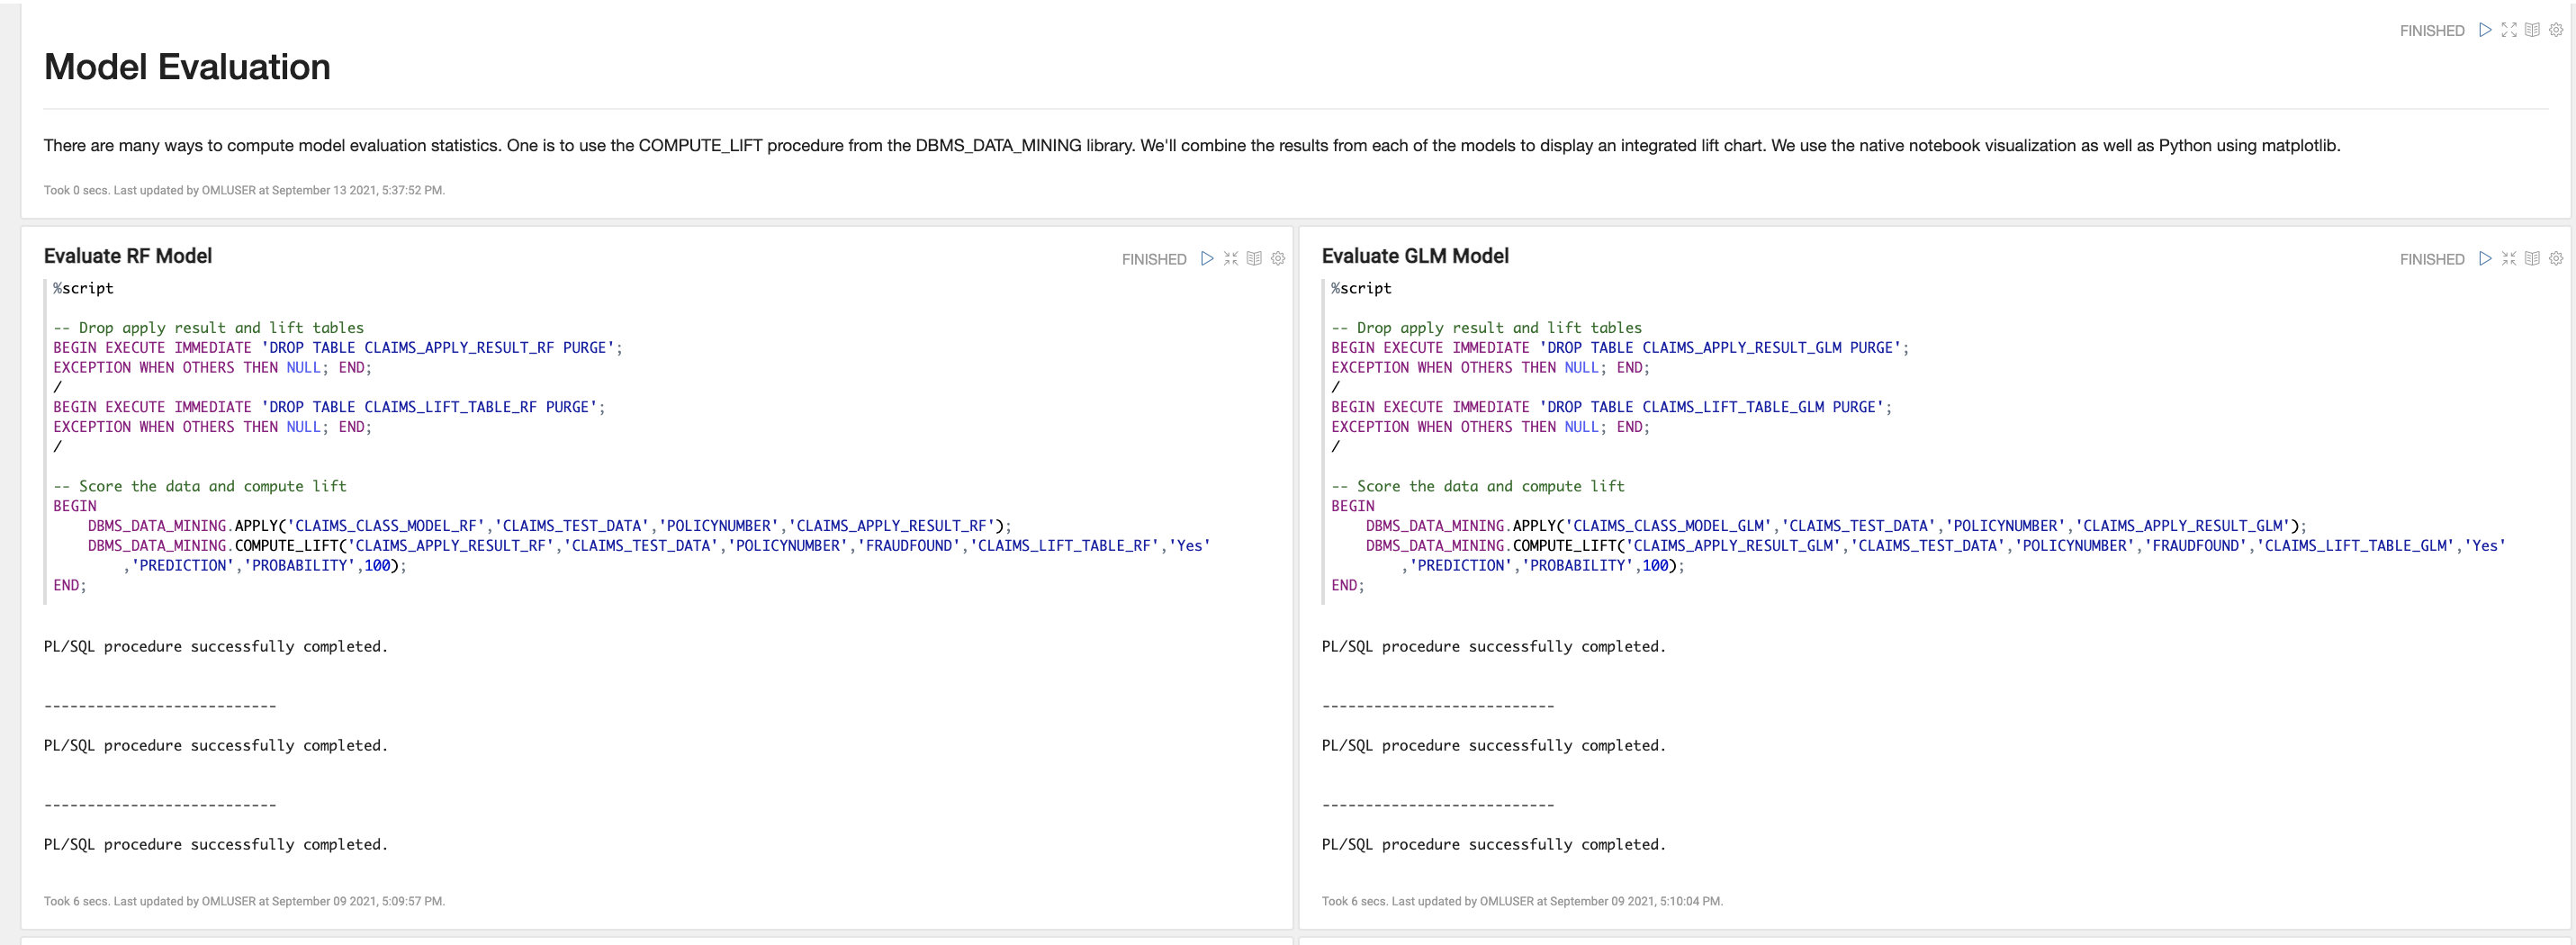 FINISHED
Model Evaluation
There are many ways to compute model evaluation statistics. One is to use the COMPUTE_LIFT procedure from the DBMS_DATA_MINING library. We'll combine the results from each of the models to display an integrated lift chart. We use the native notebook visualization as well as Python using matplotlib.
Took 0 secs. Last updated by OMLUSER at September 13 2021, 5:37:52 PM.
Evaluate RF Model
FINISHED
%script
-- Drop apply result and lift tables
BEGIN EXECUTE IMMEDIATE 'DROP TABLE CLAIMS_APPLY_RESULT_RF PURGE';
EXCEPTION WHEN OTHERS THEN NULL; END;
/
BEGIN EXECUTE IMMEDIATE 'DROP TABLE CLAIMS_LIFT_TABLE_RF PURGE';
EXCEPTION WHEN OTHERS THEN NULL; END;
/
-- Score the data and compute lift
BEGIN
DBMS_DATA_MINING.APPLY('CLAIMS_CLASS_MODEL_RF','CLAIMS_TEST_DATA','POLICYNUMBER','CLAIMS_APPLY_RESULT_RF');
DBMS_DATA_MINING.COMPUTE_LIFT('CLAIMS_APPLY_RESULT_RF','CLAIMS_TEST_DATA','POLICYNUMBER','FRAUDFOUND','CLAIMS_LIFT_TABLE_RF','Yes'
,'PREDICTION','PROBABILITY',100);
END;
PL/SQL procedure successfully completed.
---------------------------
PL/SQL procedure successfully completed.
---------------------------
PL/SQL procedure successfully completed.
Took 6 secs. Last updated by OMLUSER at September 09 2021, 5:09:57 PM.
Evaluate GLM Model
FINISHED
%script
-- Drop apply result and lift tables
BEGIN EXECUTE IMMEDIATE 'DROP TABLE CLAIMS_APPLY_RESULT_GLM PURGE';
EXCEPTION WHEN OTHERS THEN NULL; END;
/
BEGIN EXECUTE IMMEDIATE 'DROP TABLE CLAIMS_LIFT_TABLE_GLM PURGE';
EXCEPTION WHEN OTHERS THEN NULL; END;
/
-- Score the data and compute lift
BEGIN
DBMS_DATA_MINING.APPLY('CLAIMS_CLASS_MODEL_GLM','CLAIMS_TEST_DATA','POLICYNUMBER','CLAIMS_APPLY_RESULT_GLM');
DBMS_DATA_MINING.COMPUTE_LIFT('CLAIMS_APPLY_RESULT_GLM','CLAIMS_TEST_DATA','POLICYNUMBER','FRAUDFOUND','CLAIMS_LIFT_TABLE_GLM','Yes'
,'PREDICTION','PROBABILITY',100);
END;
PL/SQL procedure successfully completed.
---------------------------
PL/SQL procedure successfully completed.
---------------------------
PL/SQL procedure successfully completed.
Took 6 secs. Last updated by OMLUSER at September 09 2021, 5:10:04 PM.